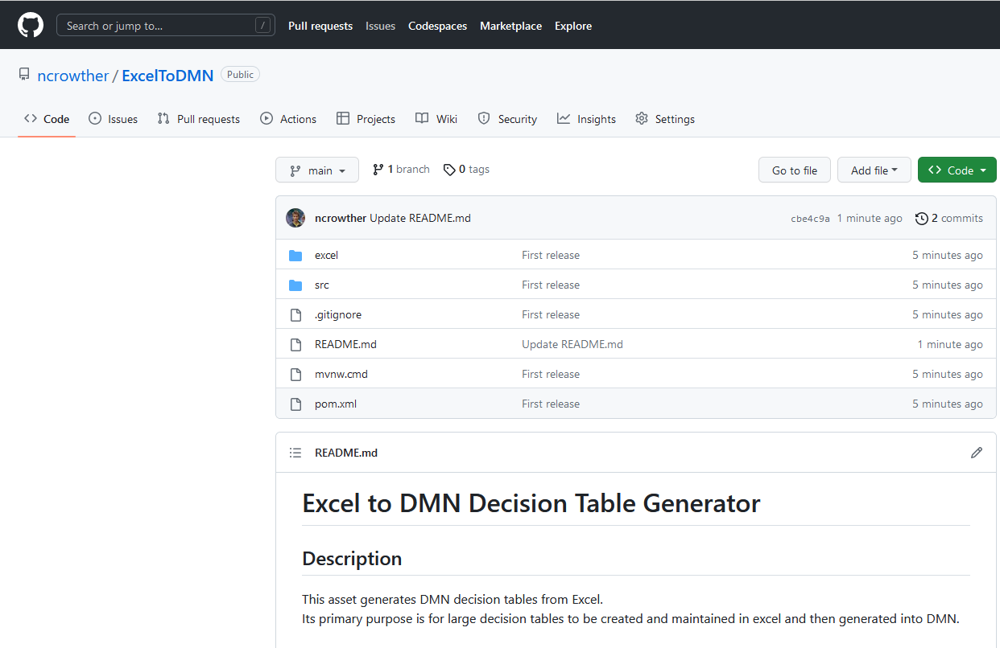 Search or jump to... /
Pull requests Issues Codespaces Marketplace Explore
ncrowther / ExcelToDMN Public
Code Issues Pull requests Actions Projects Wiki Security Insights Settings
main 1 branch 0 tags Go to file Add file Code
ncrowther Update README.md cbe4c9a 1 minute ago 2 commits
excel First release 5 minutes ago
src First release 5 minutes ago
.gitignore First release 5 minutes ago
README.md Update README.md 1 minute ago
mvnw.cmd First release 5 minutes ago
pom.xml First release 5 minutes ago
README.md
Excel to DMN Decision Table Generator
Description
This asset generates DMN decision tables from Excel.
Its primary purpose is for large decision tables to be created and maintained in excel and then generated into DMN.